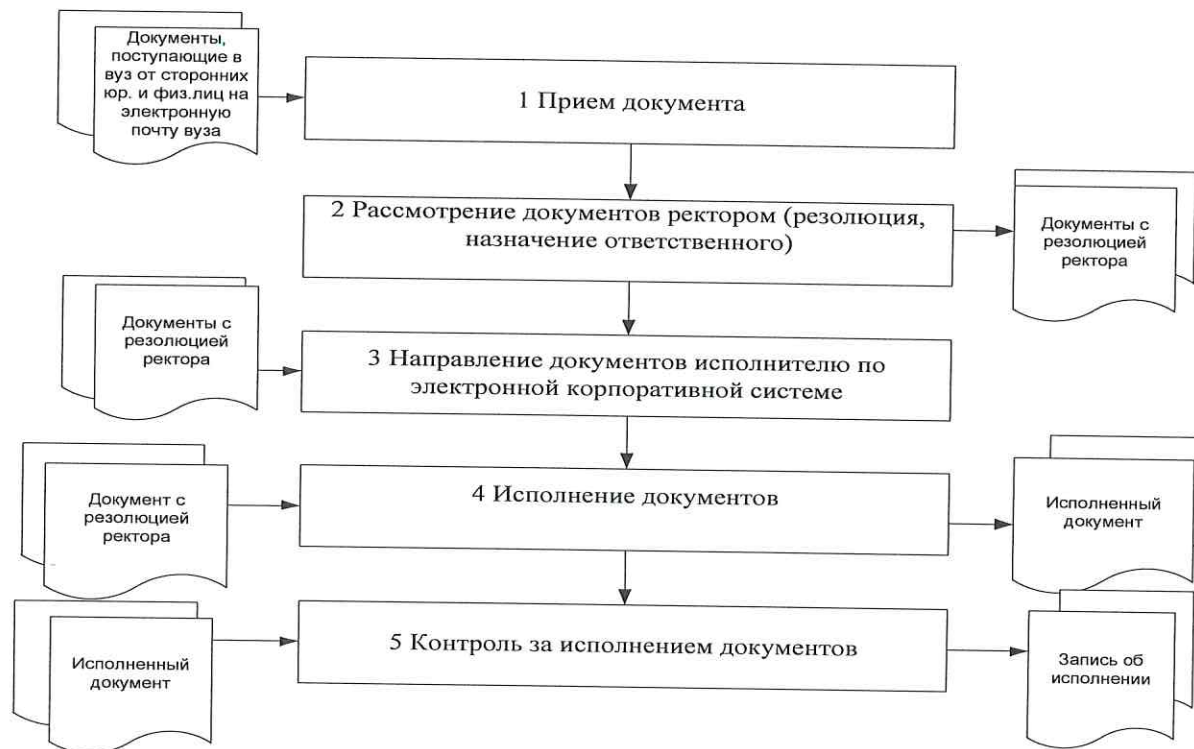 Документы,
поступающие в
вуз от сторонних
юр. и физ.лиц на
электронную
почту вуза
1 Прием документа
2 Рассмотрение документов ректором (резолюция,
назначение ответственного)
Документы с
резолюцией
ректора
Документы с
резолюцией
ректора
3 Направление документов исполнителю по
электронной корпоративной системе
Документ с
резолюцией
ректора
4 Исполнение документов
Исполненный
документ
Исполненный
документ
5 Контроль за исполнением документов
Запись об
исполнении